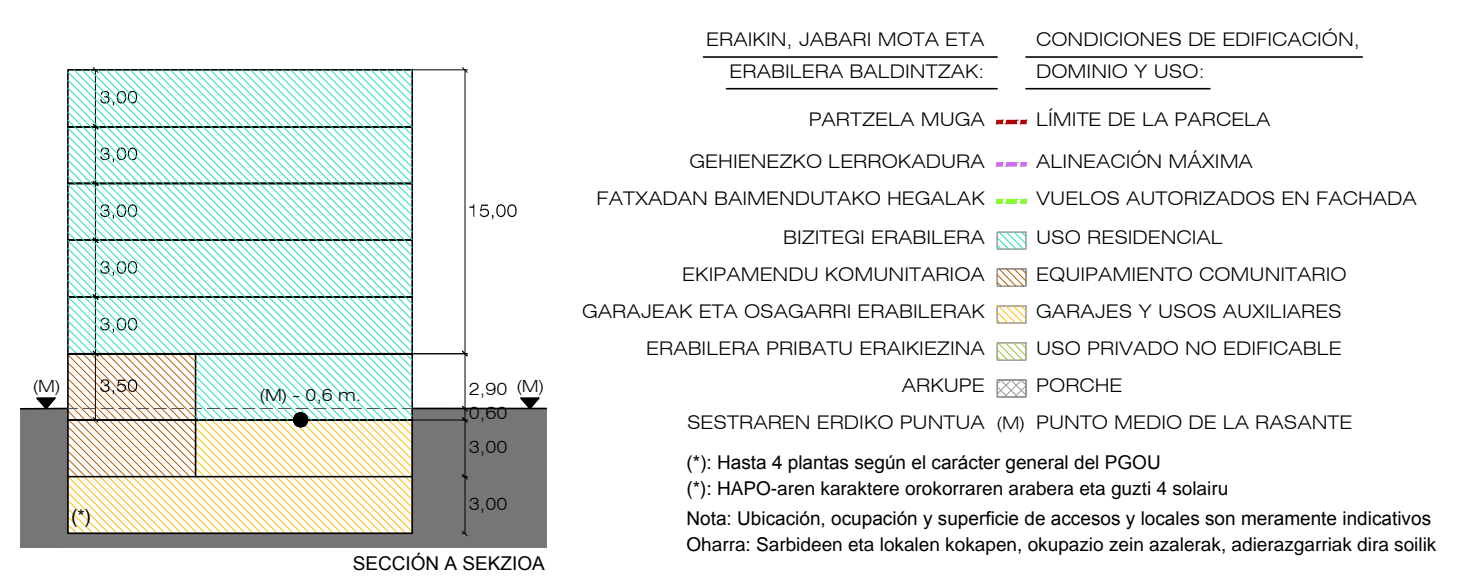 3,00
3,00
3,00
3,00
3,00
15,00
(M)
3,50
(M) - 0,6 m.
2,90
(M)
0,60
3,00
3,00
(*)
SECCIÓN A SEKZIOA
ERAIKIN, JABARI MOTA ETA CONDICIONES DE EDIFICACIÓN,
ERABILERA BALDINTZAK: DOMINIO Y USO:
PARTZELA MUGA LÍMITE DE LA PARCELA
GEHIENEZKO LERROKADURA ALINEACIÓN MÁXIMA
FATXADAN BAIMENDUTAKO HEGALAK VUELOS AUTORIZADOS EN FACHADA
BIZITEGI ERABILERA USO RESIDENCIAL
EKIPAMENDU KOMUNITARIOA EQUIPAMIENTO COMUNITARIO
GARAJEAK ETA OSAGARRI ERABILERAK GARAJES Y USOS AUXILIARES
ERABILERA PRIBATU ERAIKIEZINA USO PRIVADO NO EDIFICABLE
ARKUPE PORCHE
SESTRAREN ERDIKO PUNTUA (M) PUNTO MEDIO DE LA RASANTE
(*): Hasta 4 plantas según el carácter general del PGOU
(*): HAPO-aren karaktere orokorraren arabera eta guzti 4 solairu
Nota: Ubicación, ocupación y superficie de accesos y locales son meramente indicativos
Oharra: Sarbideen eta lokalen kokapen, okupazio zein azalerak, adierazgarriak dira soilik